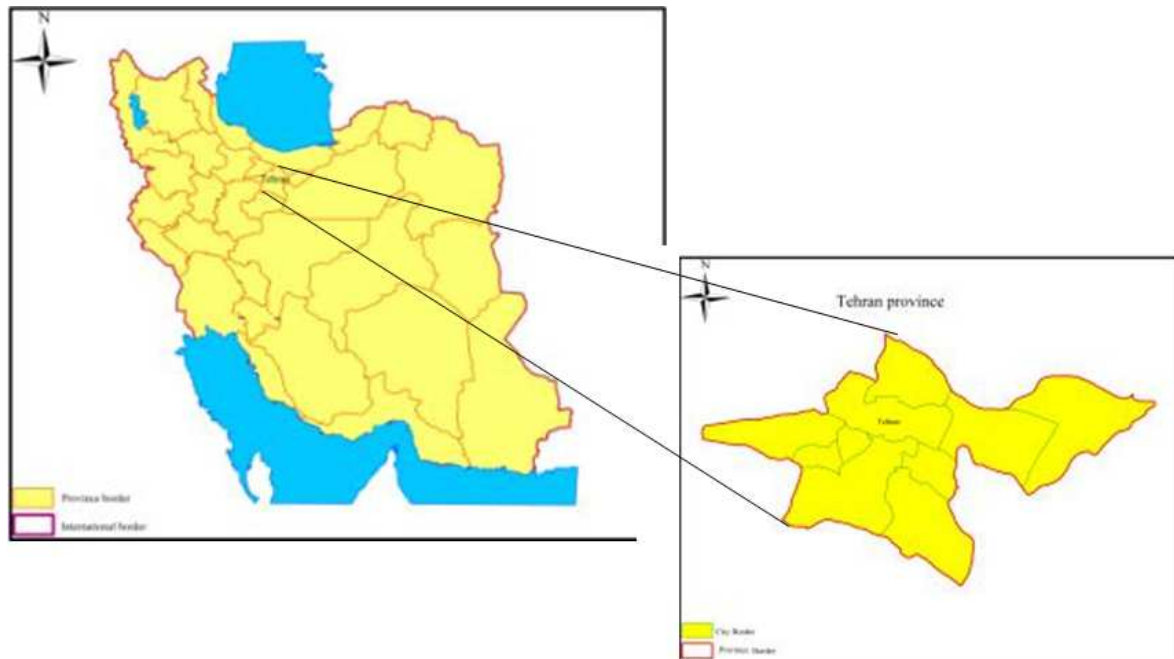 N
Tehran
Province border
International border
N
Tehran province
Tehran
City Border
Province Border